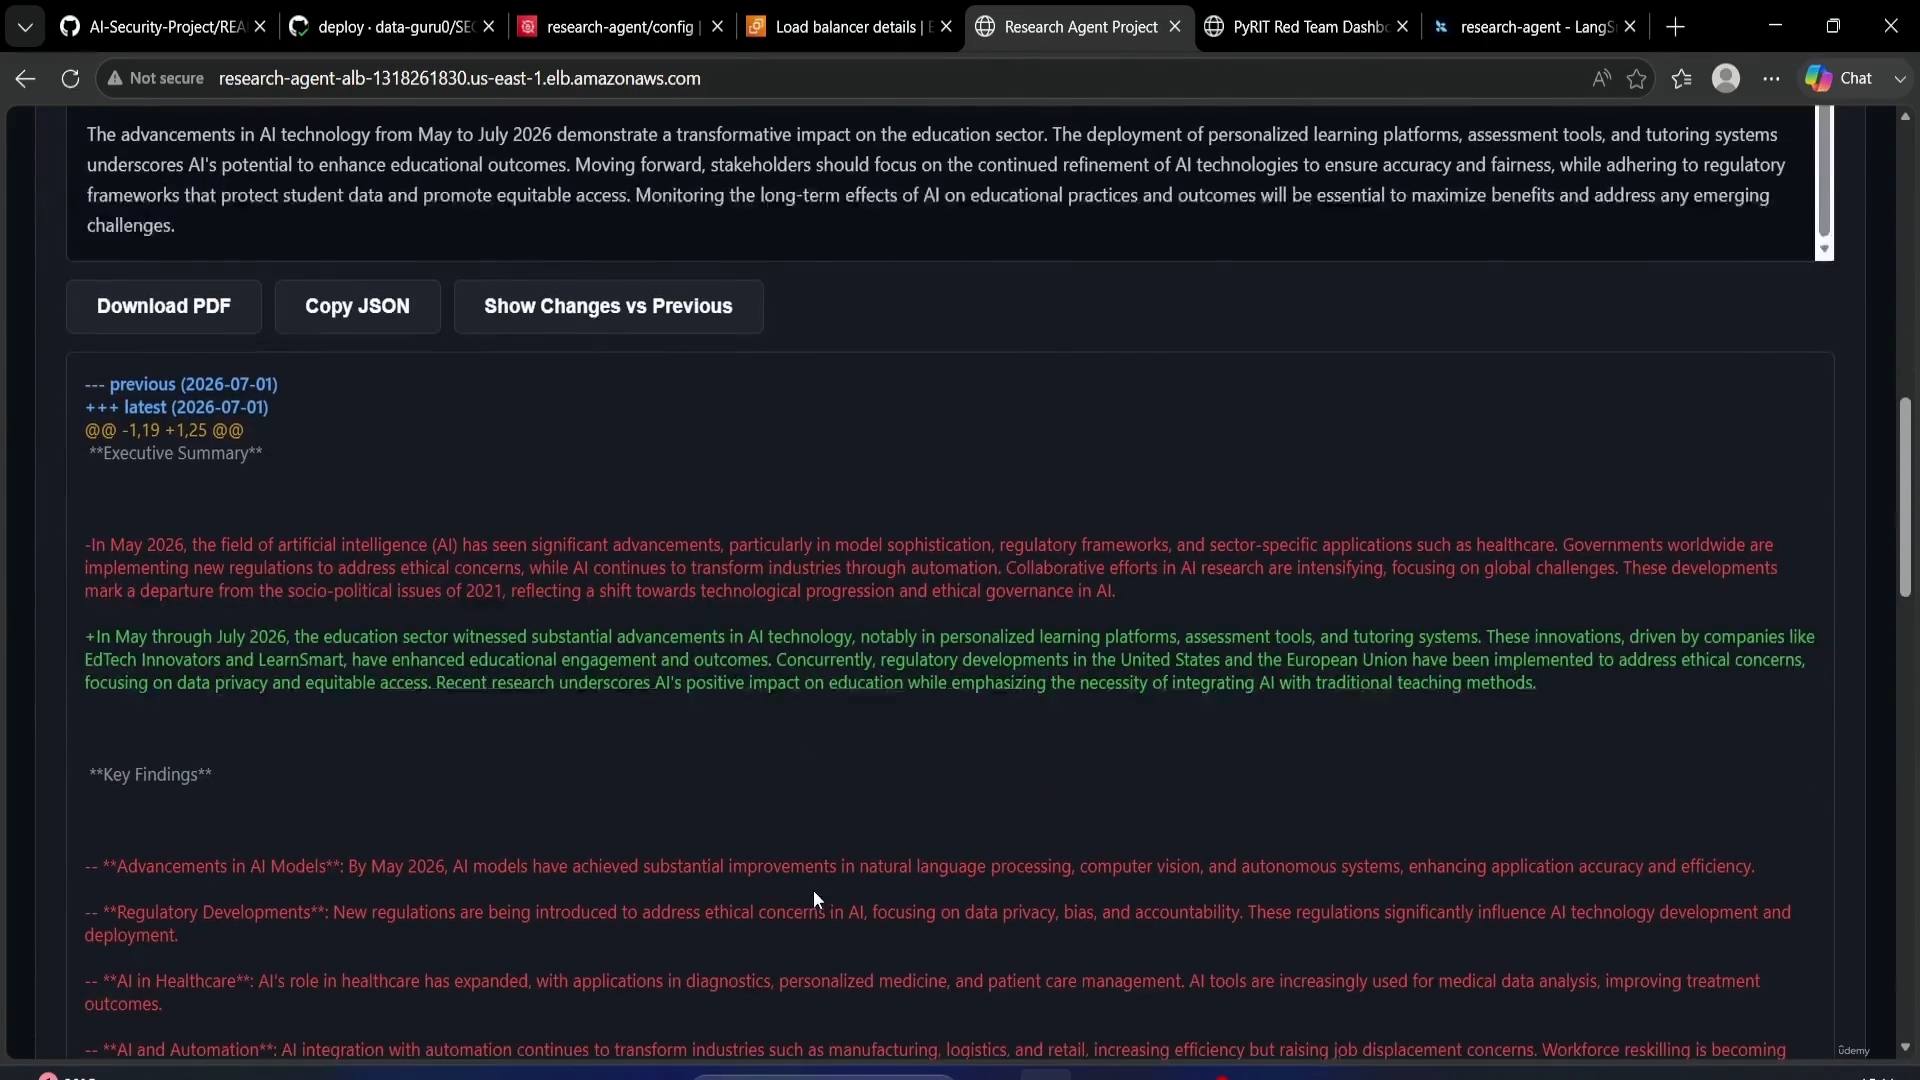 AI-Security-Project/REA
deploy · data-guru0/SEC
research-agent/config |
Load balancer details | E
Research Agent Project
PyRIT Red Team Dashbo
research-agent - LangS
Not secure
research-agent-alb-1318261830.us-east-1.elb.amazonaws.com
Chat
The advancements in AI technology from May to July 2026 demonstrate a transformative impact on the education sector. The deployment of personalized learning platforms, assessment tools, and tutoring systems
underscores AI's potential to enhance educational outcomes. Moving forward, stakeholders should focus on the continued refinement of AI technologies to ensure accuracy and fairness, while adhering to regulatory
frameworks that protect student data and promote equitable access. Monitoring the long-term effects of AI on educational practices and outcomes will be essential to maximize benefits and address any emerging
challenges.
Download PDF
Copy JSON
Show Changes vs Previous
--- previous (2026-07-01)
+++ latest (2026-07-01)
@@ -1,19 +1,25 @@
**Executive Summary**
-In May 2026, the field of artificial intelligence (AI) has seen significant advancements, particularly in model sophistication, regulatory frameworks, and sector-specific applications such as healthcare. Governments worldwide are
implementing new regulations to address ethical concerns, while AI continues to transform industries through automation. Collaborative efforts in AI research are intensifying, focusing on global challenges. These developments
mark a departure from the socio-political issues of 2021, reflecting a shift towards technological progression and ethical governance in AI.
+In May through July 2026, the education sector witnessed substantial advancements in AI technology, notably in personalized learning platforms, assessment tools, and tutoring systems. These innovations, driven by companies like
EdTech Innovators and LearnSmart, have enhanced educational engagement and outcomes. Concurrently, regulatory developments in the United States and the European Union have been implemented to address ethical concerns,
focusing on data privacy and equitable access. Recent research underscores AI's positive impact on education while emphasizing the necessity of integrating AI with traditional teaching methods.
**Key Findings**
-- **Advancements in AI Models**: By May 2026, AI models have achieved substantial improvements in natural language processing, computer vision, and autonomous systems, enhancing application accuracy and efficiency.
-- **Regulatory Developments**: New regulations are being introduced to address ethical concerns in AI, focusing on data privacy, bias, and accountability. These regulations significantly influence AI technology development and
deployment.
-- **AI in Healthcare**: AI's role in healthcare has expanded, with applications in diagnostics, personalized medicine, and patient care management. AI tools are increasingly used for medical data analysis, improving treatment
outcomes.
-- **AI and Automation**: AI integration with automation continues to transform industries such as manufacturing, logistics, and retail, increasing efficiency but raising job displacement concerns. Workforce reskilling is becoming
ûdemy